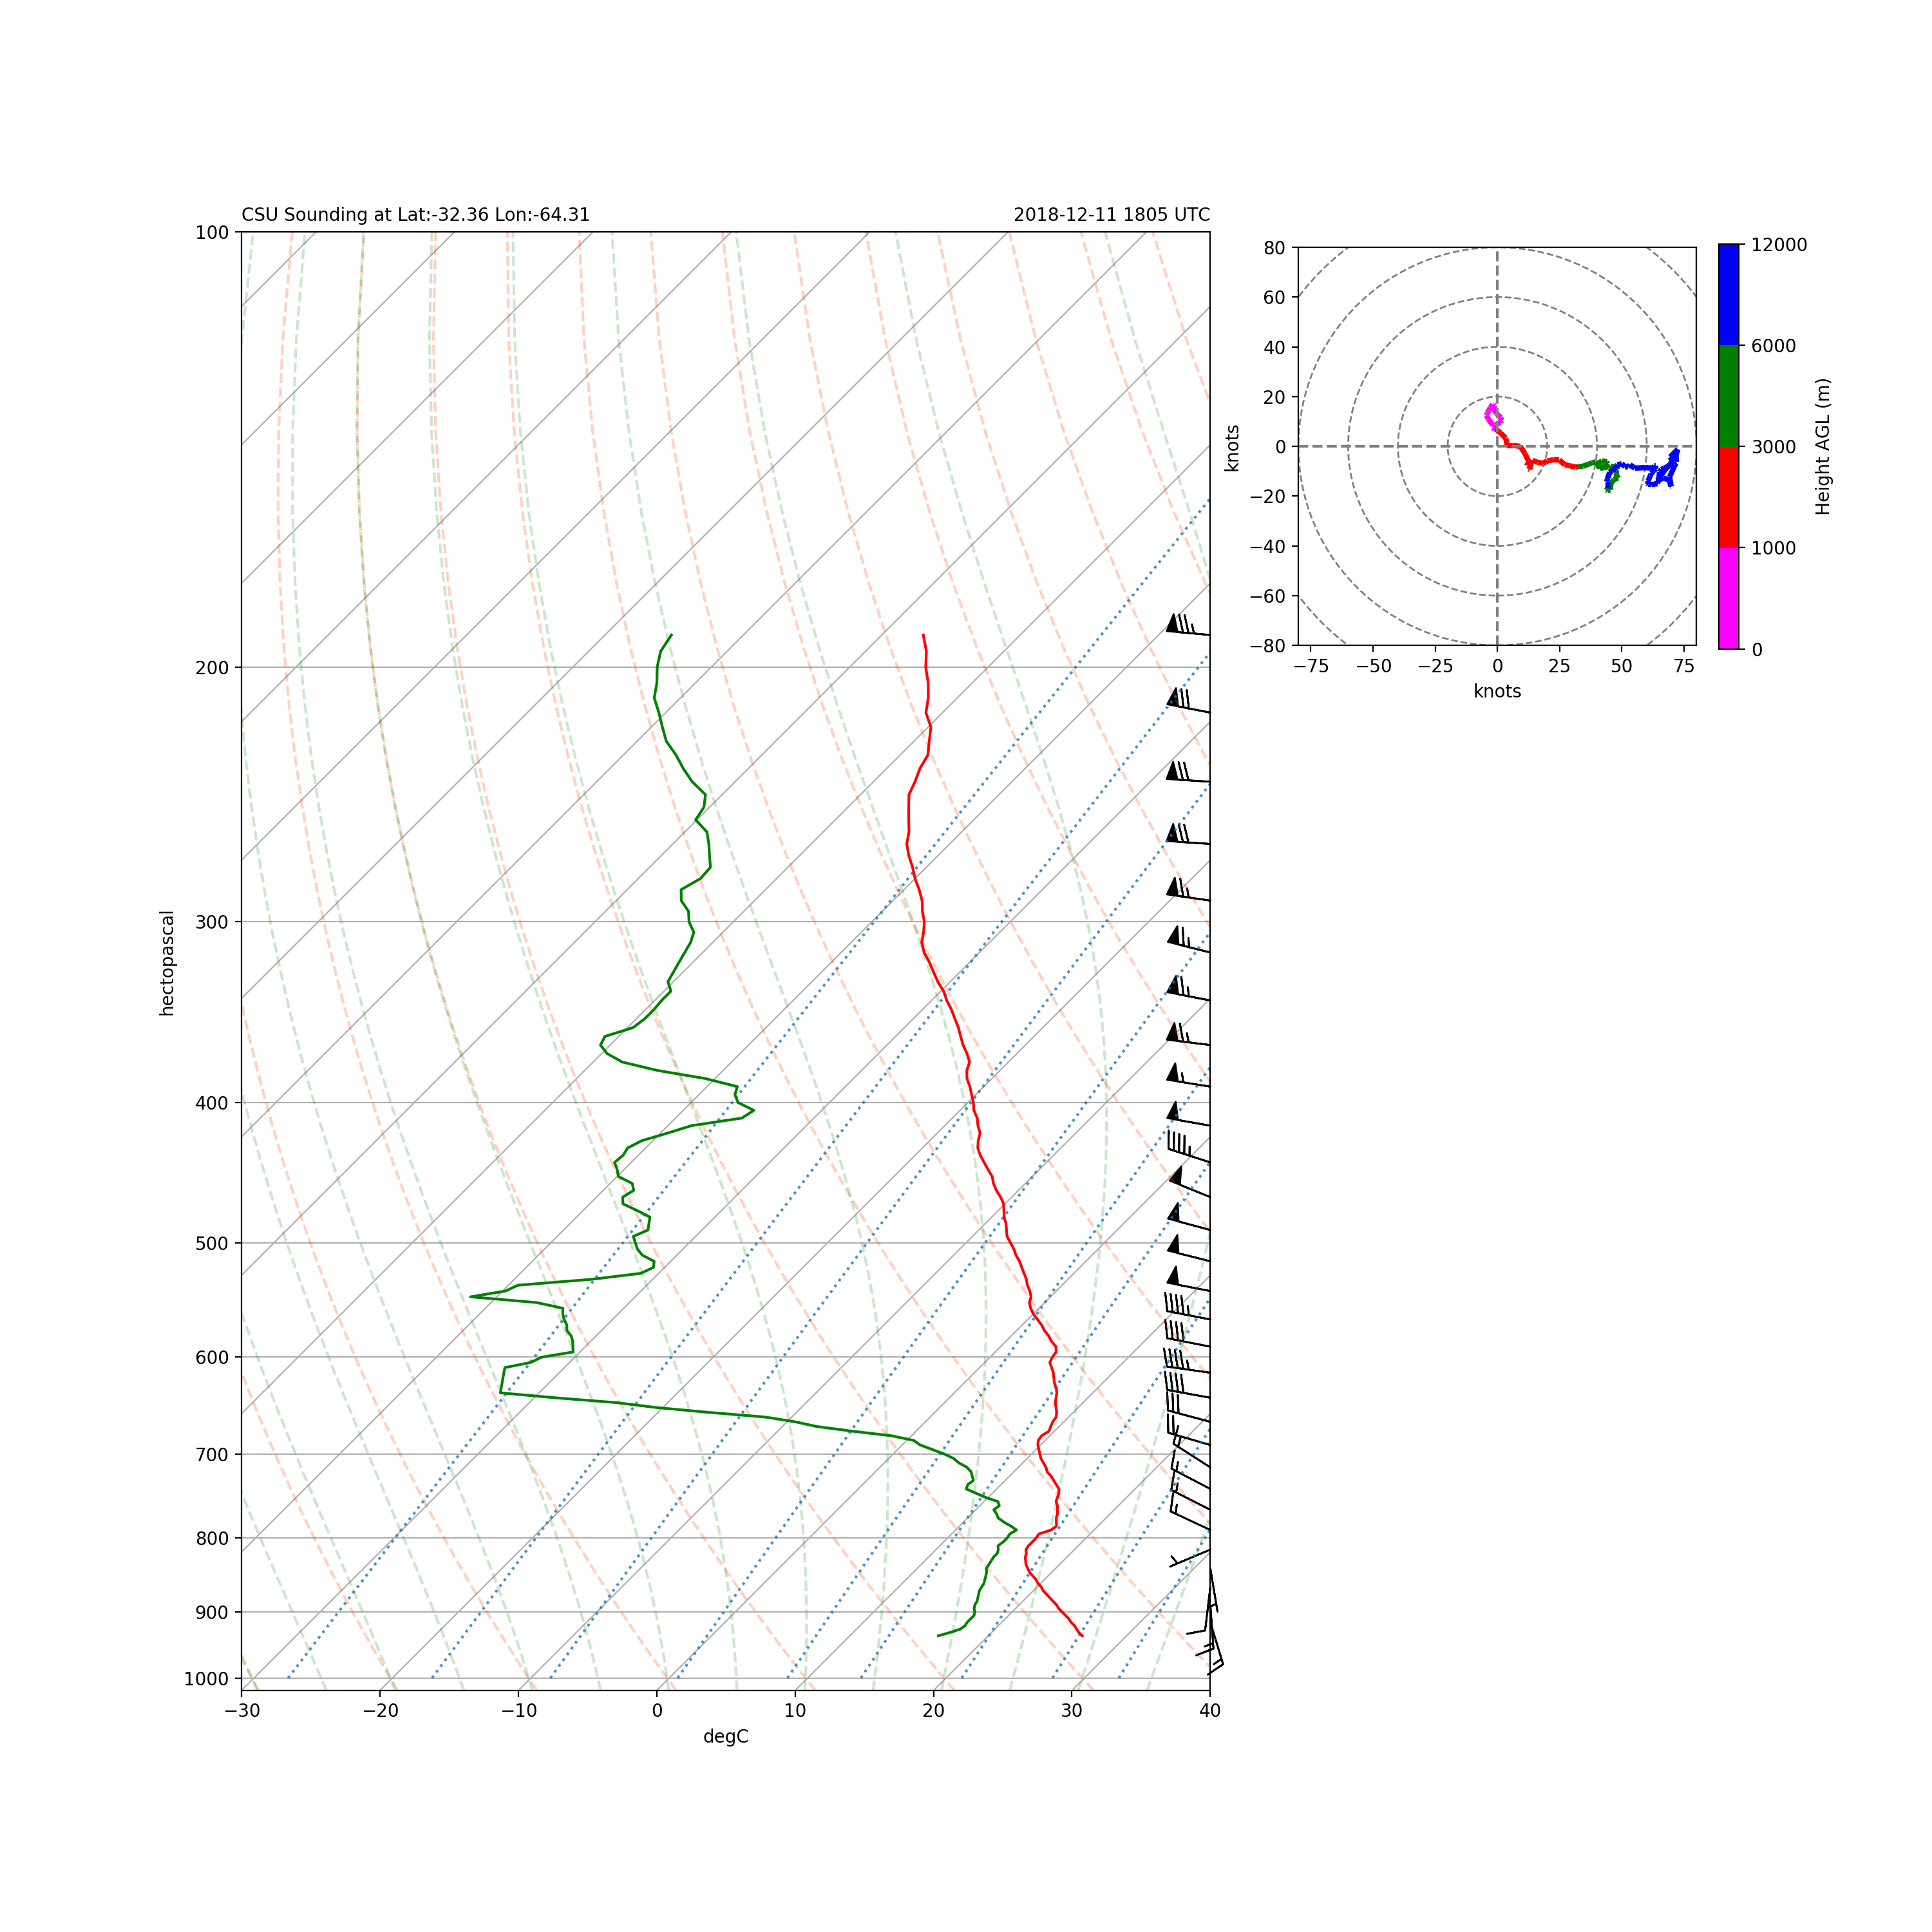 CSU Sounding at Lat:-32.36 Lon:-64.31
2018-12-11 1805 UTC
100
200
300
400
500
600
700
800
900
1000
hectopascal
−30 −20 −10 0 10 20 30 40
degC
80
60
40
20
0
−20
−40
−60
−80
knots
−75 −50 −25 0 25 50 75
knots
12000
6000
3000
1000
0
Height AGL (m)